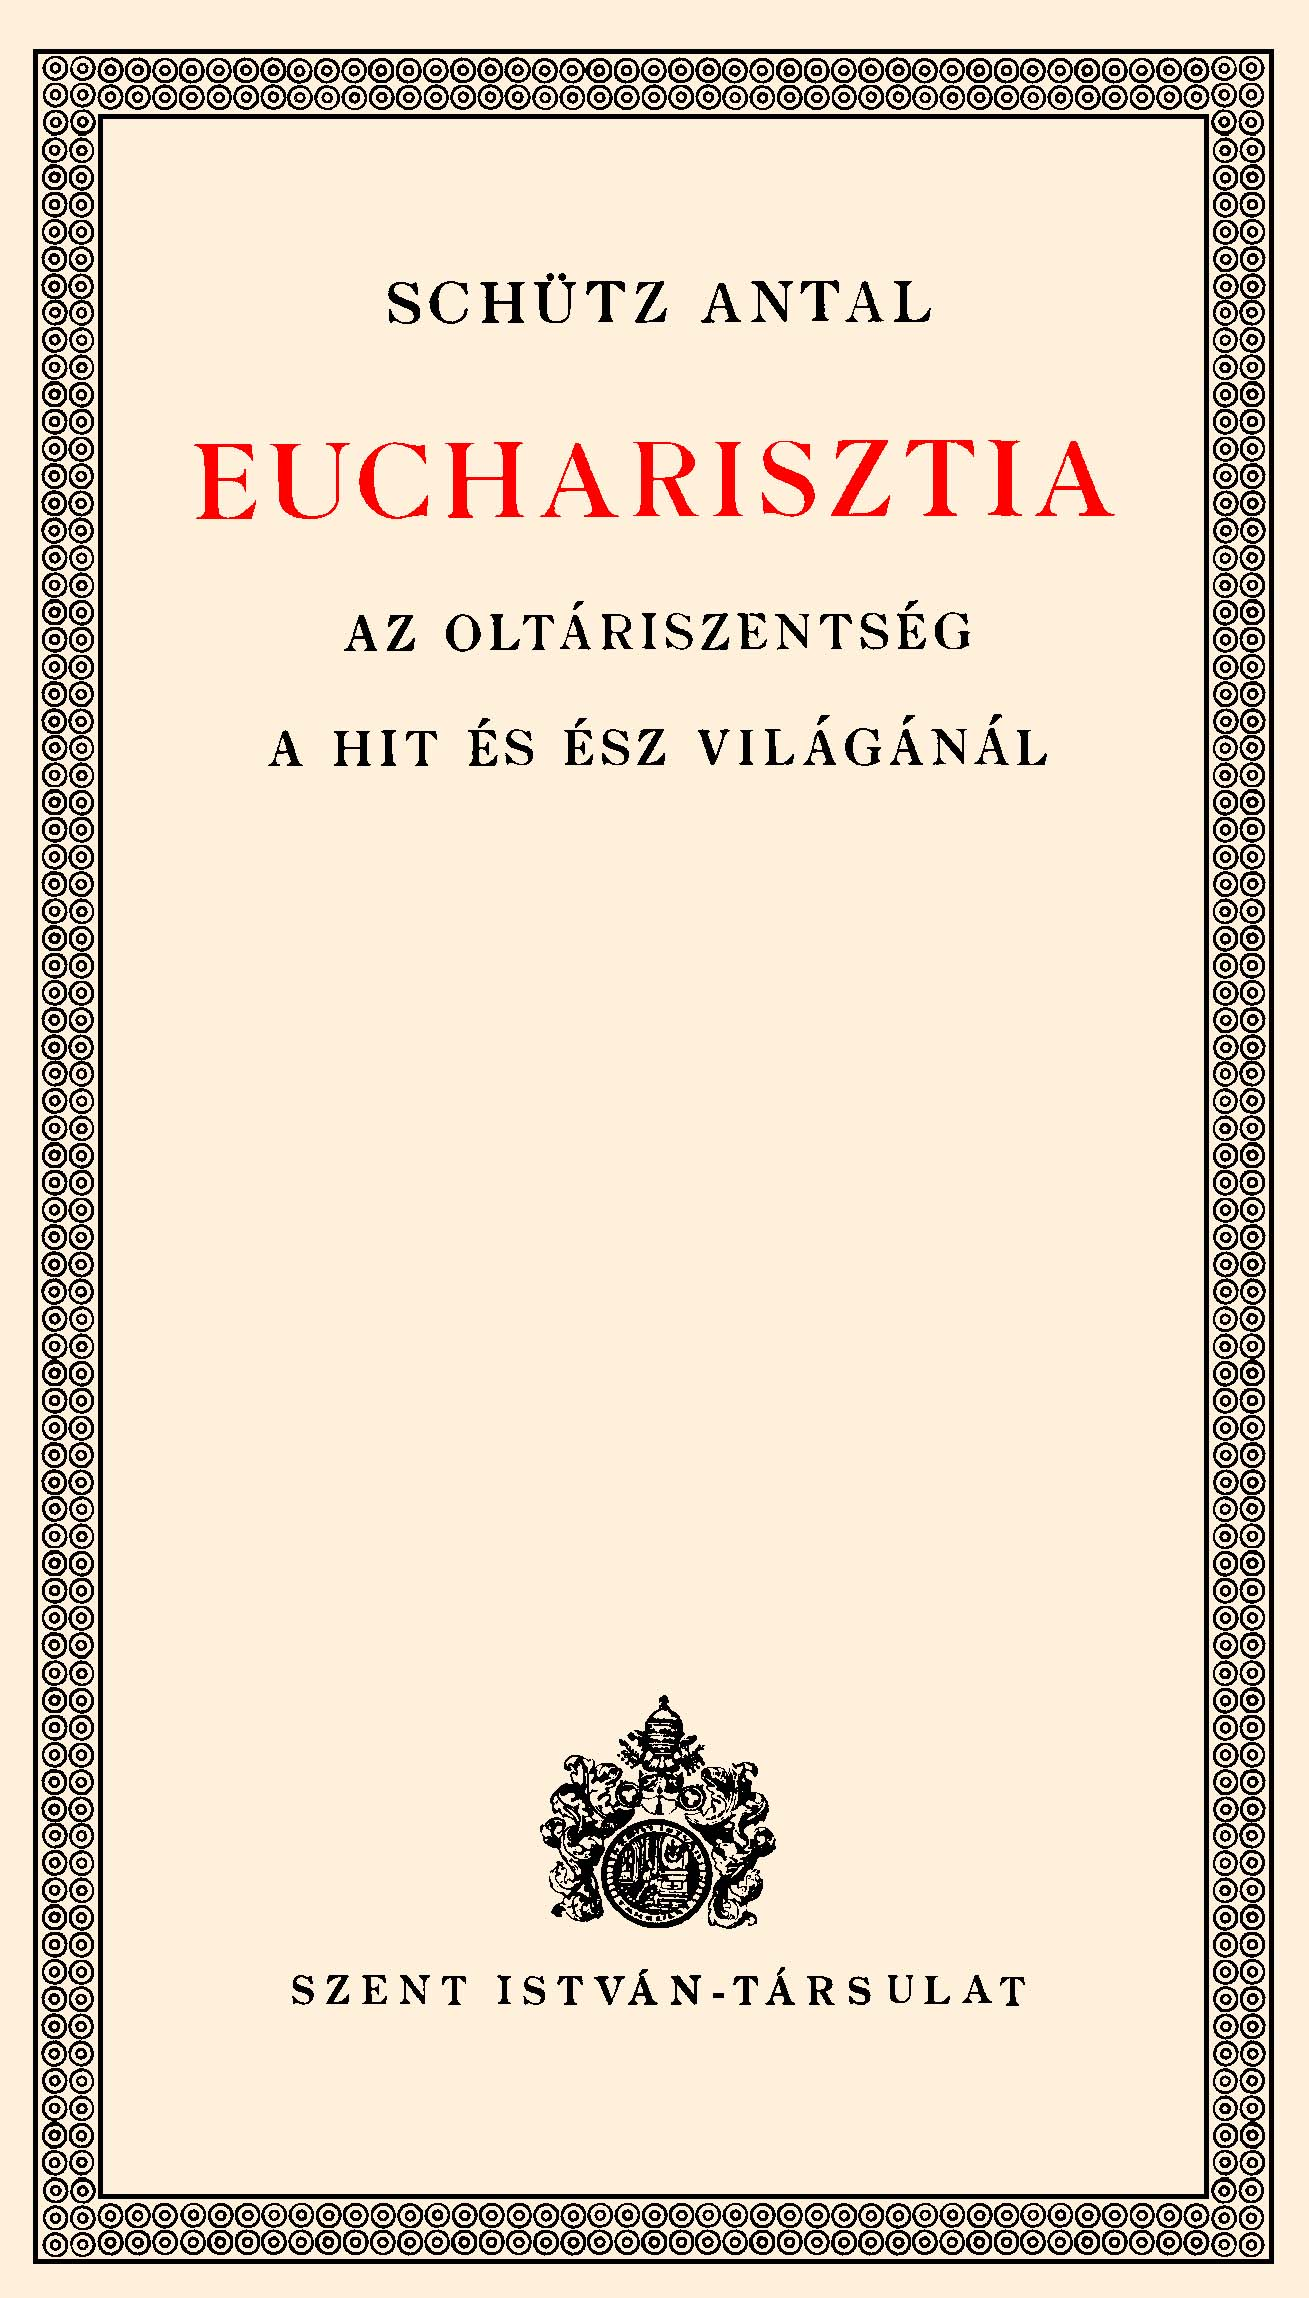 SCHÜTZ ANTAL
EUCHARISZTIA
AZ OLTÁRISZENTSÉG
A HIT ÉS ÉSZ VILÁGÁNÁL
SZENT ISTVÁN-TÁRSULAT